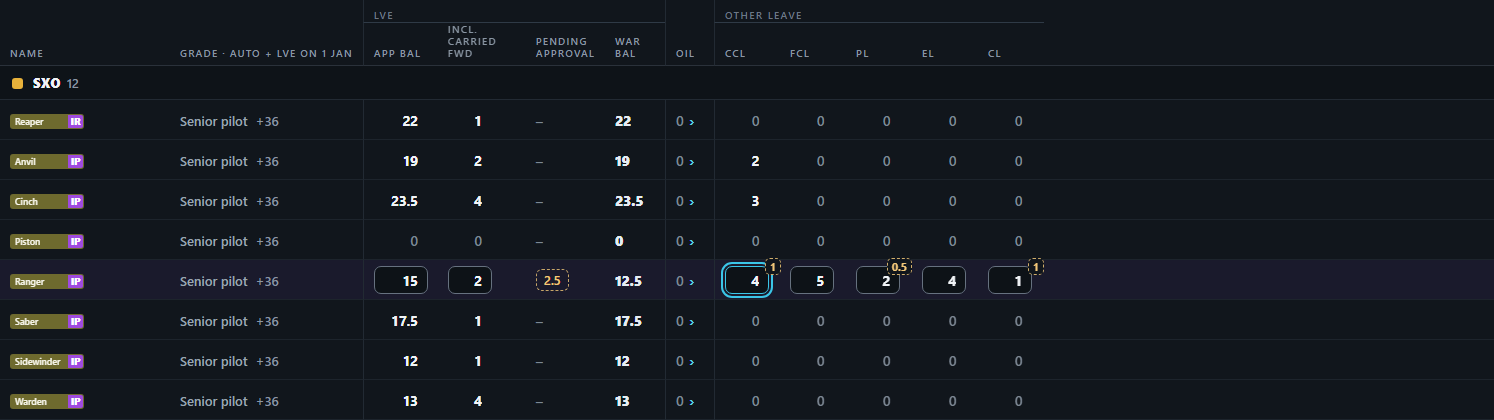 LVE OTHER LEAVE
NAME GRADE · AUTO + LVE ON 1 JAN APP BAL INCL. CARRIED FWD PENDING APPROVAL WAR BAL OIL CCL FCL PL EL CL
SXO 12
Reaper IR Senior pilot +36 22 1 – 22 0 › 0 0 0 0 0
Anvil IP Senior pilot +36 19 2 – 19 0 › 2 0 0 0 0
Cinch IP Senior pilot +36 23.5 4 – 23.5 0 › 3 0 0 0 0
Piston IP Senior pilot +36 0 0 – 0 0 › 0 0 0 0 0
Ranger IP Senior pilot +36 15 2 2.5 12.5 0 › 4 1 5 2 0.5 4 1 1
Saber IP Senior pilot +36 17.5 1 – 17.5 0 › 0 0 0 0 0
Sidewinder IP Senior pilot +36 12 1 – 12 0 › 0 0 0 0 0
Warden IP Senior pilot +36 13 4 – 13 0 › 0 0 0 0 0